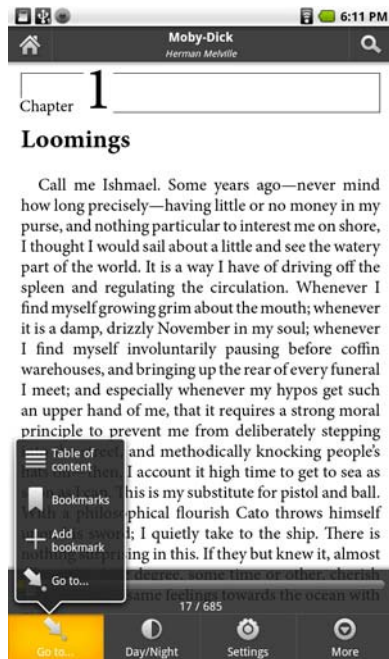 6:11 PM
Moby-Dick
Herman Melville
Chapter 1
Loomings
Call me Ishmael. Some years ago—never mind
how long precisely—having little or no money in my
purse, and nothing particular to interest me on shore,
I thought I would sail about a little and see the watery
part of the world. It is a way I have of driving off the
spleen and regulating the circulation. Whenever I
find myself growing grim about the mouth; whenever
it is a damp, drizzly November in my soul; whenever
I find myself involuntarily pausing before coffin
warehouses, and bringing up the rear of every funeral
I meet; and especially whenever my hypos get such
an upper hand of me, that it requires a strong moral
principle to prevent me from deliberately stepping
and methodically knocking people's
I account it high time to get to sea as
This is my substitute for pistol and ball.
philosophical flourish Cato throws himself
I quietly take to the ship. There is
in this. If they but knew it, almost
degree, some time or other, cherish
same feelings towards the ocean with
Table of
content
Bookmarks
Add
bookmark
Go to...
17 / 685
Go to...
Day/Night
Settings
More